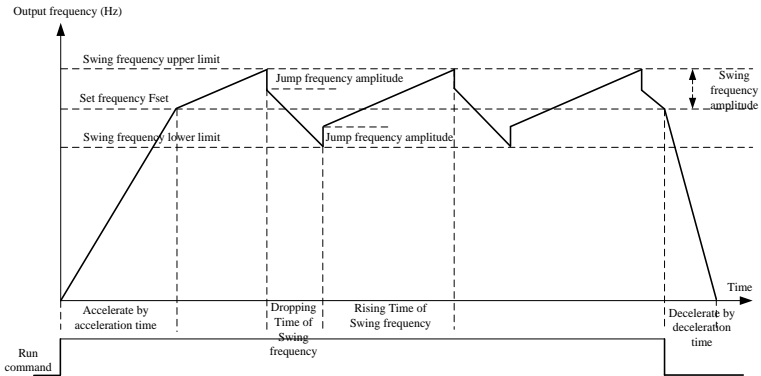 Output frequency (Hz)
Swing frequency upper limit
Jump frequency amplitude
Swing
frequency
amplitude
Set frequency Fset
Swing frequency lower limit
Jump frequency amplitude
Time
Accelerate by
acceleration time
Dropping
Time of
Swing
frequency
Rising Time of
Swing frequency
Decelerate by
deceleration
time
Run
command